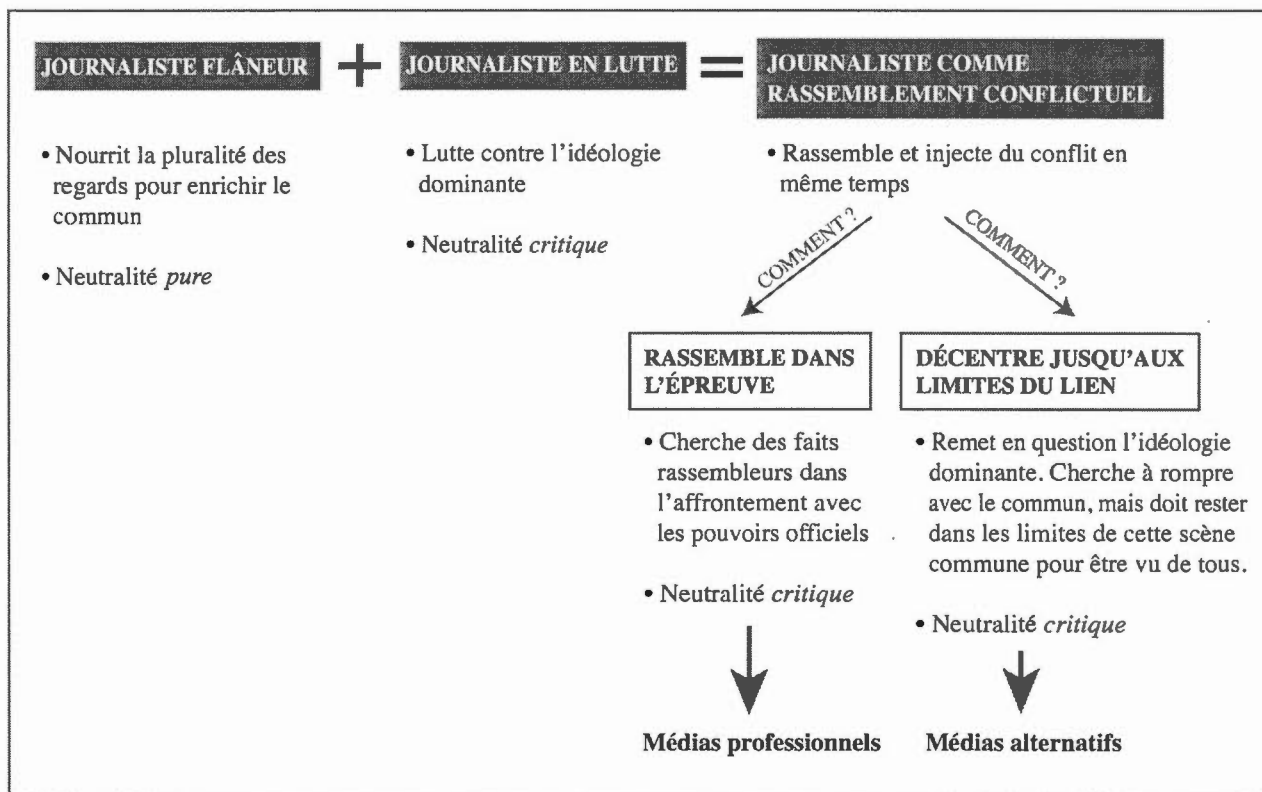 JOURNALISTE FLÂNEUR
+
JOURNALISTE EN LUTTE
=
JOURNALISTE COMME
RASSEMBLEMENT CONFLICTUEL
• Nourrit la pluralité des
regards pour enrichir le
commun
• Neutralité pure
• Lutte contre l'idéologie
dominante
• Neutralité critique
• Rassemble et injecte du conflit en
même temps
COMMENT ?
COMMENT ?
RASSEMBLE DANS
L'ÉPREUVE
• Cherche des faits
rassembleurs dans
l'affrontement avec
les pouvoirs officiels
• Neutralité critique
Médias professionnels
DÉCENTRE JUSQU'AUX
LIMITES DU LIEN
• Remet en question l'idéologie
dominante. Cherche à rompre
avec le commun, mais doit rester
dans les limites de cette scène
commune pour être vu de tous.
• Neutralité critique
Médias alternatifs